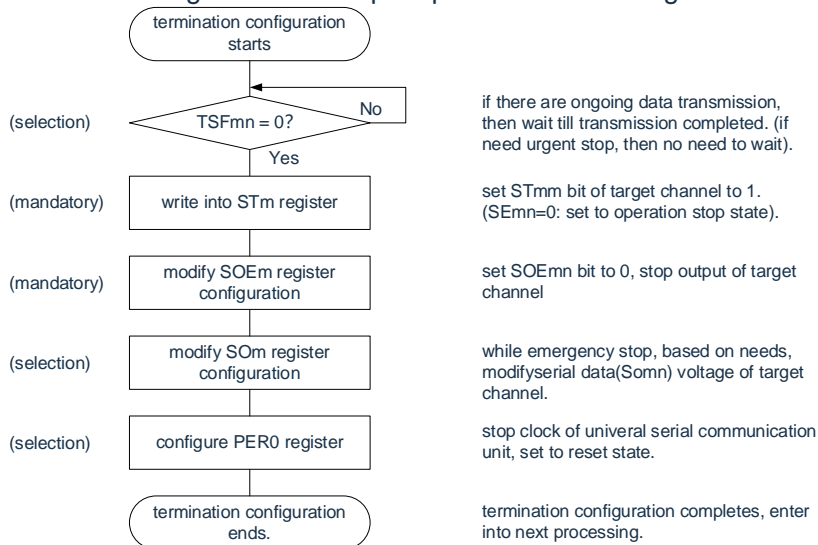 termination configuration
starts
(selection)
TSFmn = 0?
No
Yes
if there are ongoing data transmission,
then wait till transmission completed. (if
need urgent stop, then no need to wait).
(mandatory)
write into STm register
set STmm bit of target channel to 1.
(SEmn=0: set to operation stop state).
(mandatory)
modify SOEm register
configuration
set SOEmn bit to 0, stop output of target
channel
(selection)
modify SOm register
configuration
while emergency stop, based on needs,
modifyserial data(Somn) voltage of target
channel.
(selection)
configure PER0 register
stop clock of univeral serial communication
unit, set to reset state.
termination configuration
ends.
termination configuration completes, enter
into next processing.